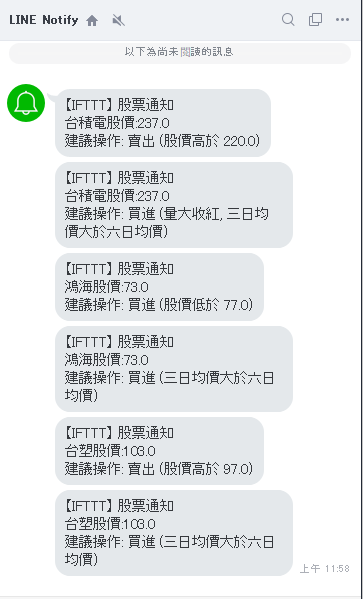 LINE Notify
以下為尚未閱讀的訊息
【IFTTT】股票通知
台積電股價:237.0
建議操作: 賣出 (股價高於 220.0)
【IFTTT】股票通知
台積電股價:237.0
建議操作: 買進 (量大收紅, 三日均
價大於六日均價)
【IFTTT】股票通知
鴻海股價:73.0
建議操作: 買進 (股價低於 77.0)
【IFTTT】股票通知
鴻海股價:73.0
建議操作: 買進 (三日均價大於六日
均價)
【IFTTT】股票通知
台塑股價:103.0
建議操作: 賣出 (股價高於 97.0)
【IFTTT】股票通知
台塑股價:103.0
建議操作: 買進 (三日均價大於六日
均價)
上午 11:58